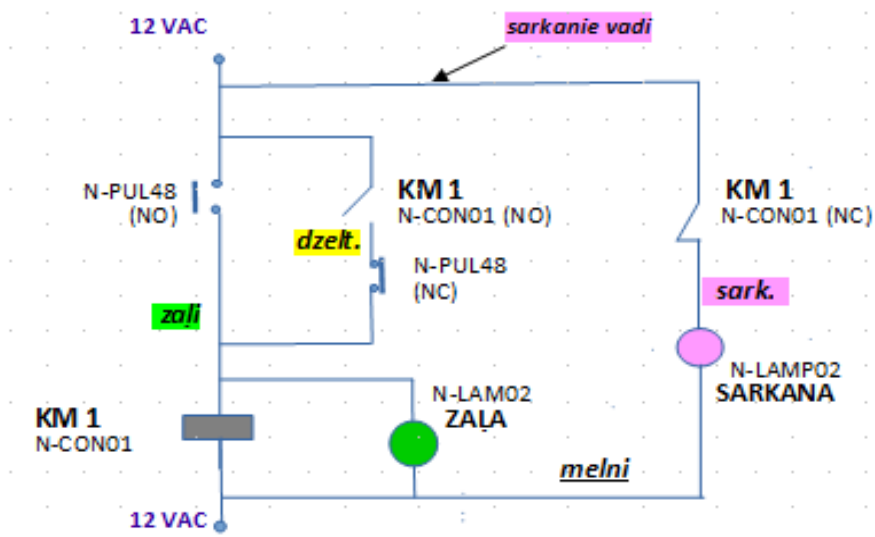 12 VAC
sarkanie vadi
N-PUL48
(NO)
KM 1
N-CON01 (NO)
KM 1
N-CON01 (NC)
dzelt.
N-PUL48
(NC)
sark.
zaļi
N-LAMP02
SARKANA
N-LAM02
ZAĻA
KM 1
N-CON01
melni
12 VAC